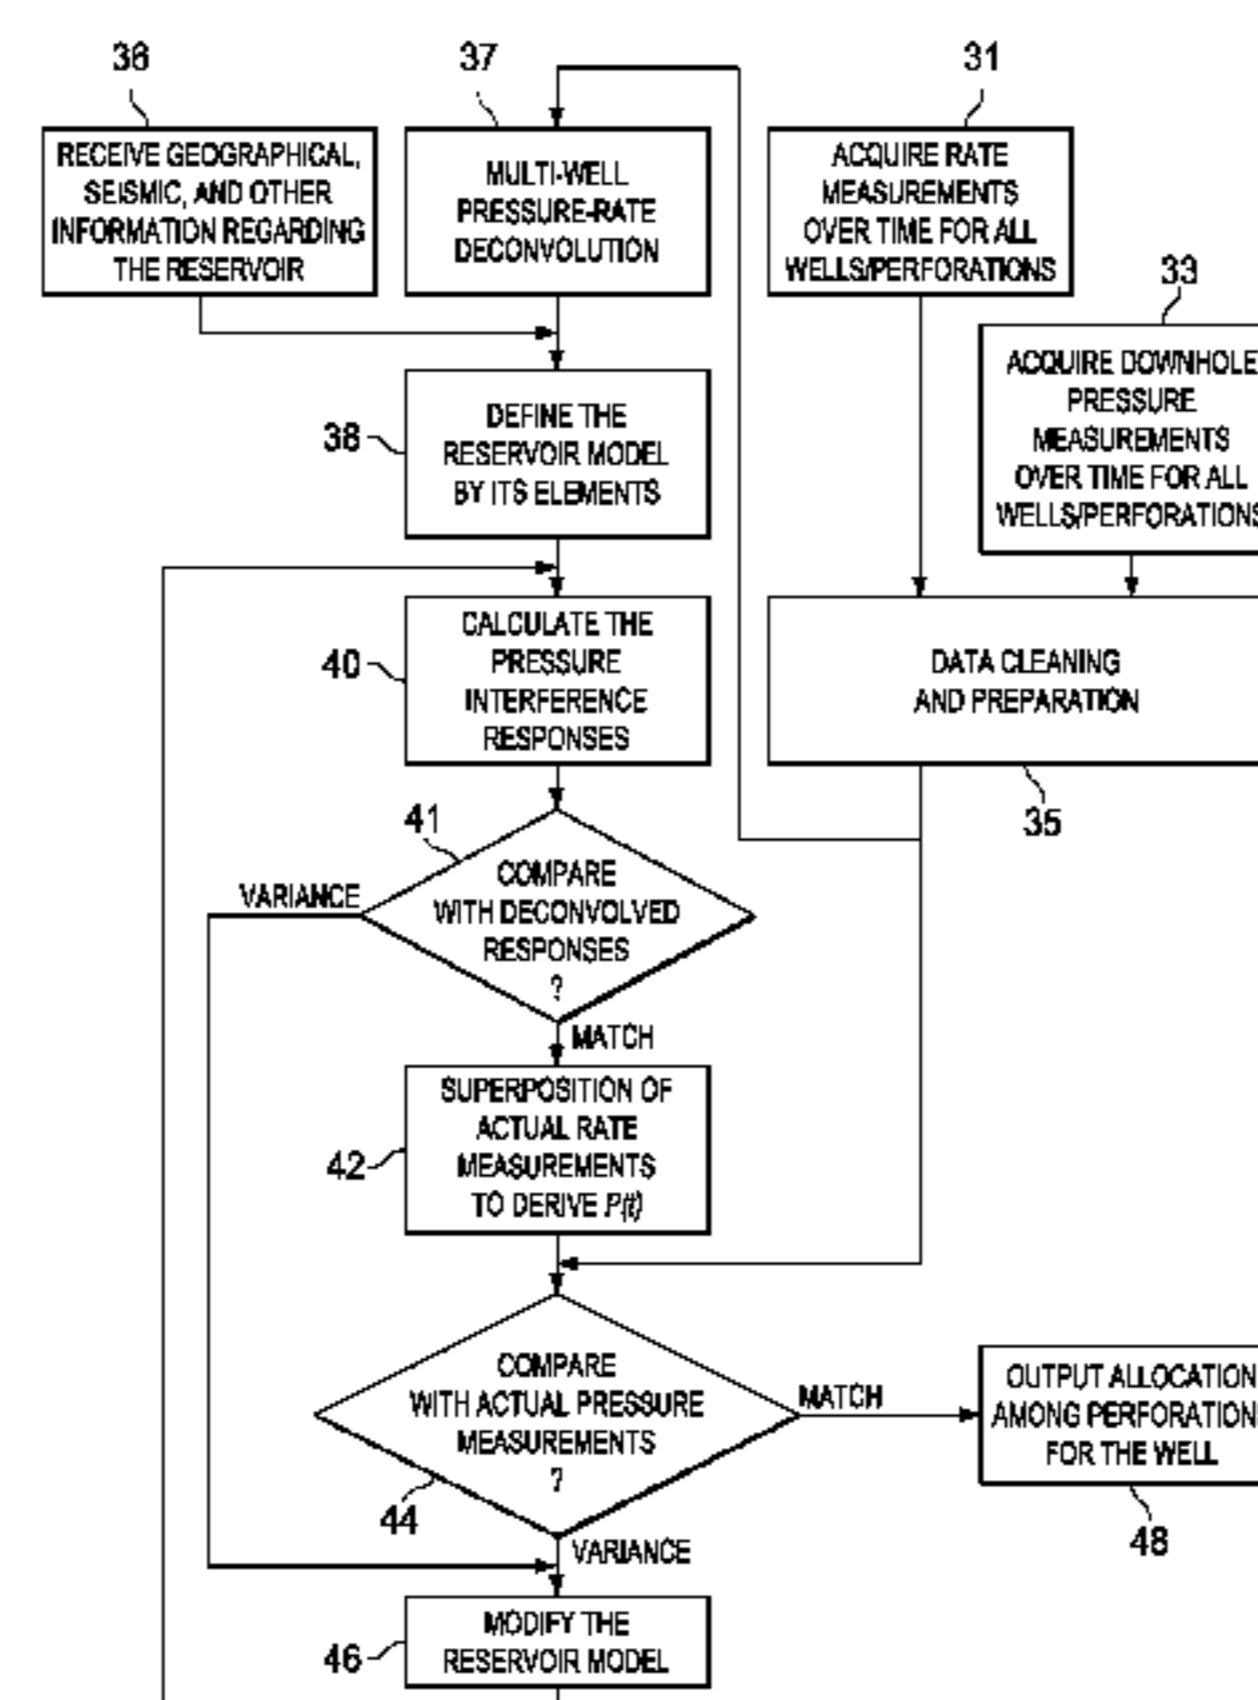 36
37
31
RECEIVE GEOGRAPHICAL,
SEISMIC, AND OTHER
INFORMATION REGARDING
THE RESERVOIR
MULTI-WELL
PRESSURE-RATE
DECONVOLUTION
ACQUIRE RATE
MEASUREMENTS
OVER TIME FOR ALL
WELLS/PERFORATIONS
33
ACQUIRE DOWNHOLE
PRESSURE
MEASUREMENTS
OVER TIME FOR ALL
WELLS/PERFORATIONS
38
DEFINE THE
RESERVOIR MODEL
BY ITS ELEMENTS
40
CALCULATE THE
PRESSURE
INTERFERENCE
RESPONSES
DATA CLEANING
AND PREPARATION
35
41
VARIANCE
COMPARE
WITH DECONVOLVED
RESPONSES
?
MATCH
42
SUPERPOSITION OF
ACTUAL RATE
MEASUREMENTS
TO DERIVE P(t)
COMPARE
WITH ACTUAL PRESSURE
MEASUREMENTS
?
44
MATCH
OUTPUT ALLOCATION
AMONG PERFORATION
FOR THE WELL
48
VARIANCE
46
MODIFY THE
RESERVOIR MODEL